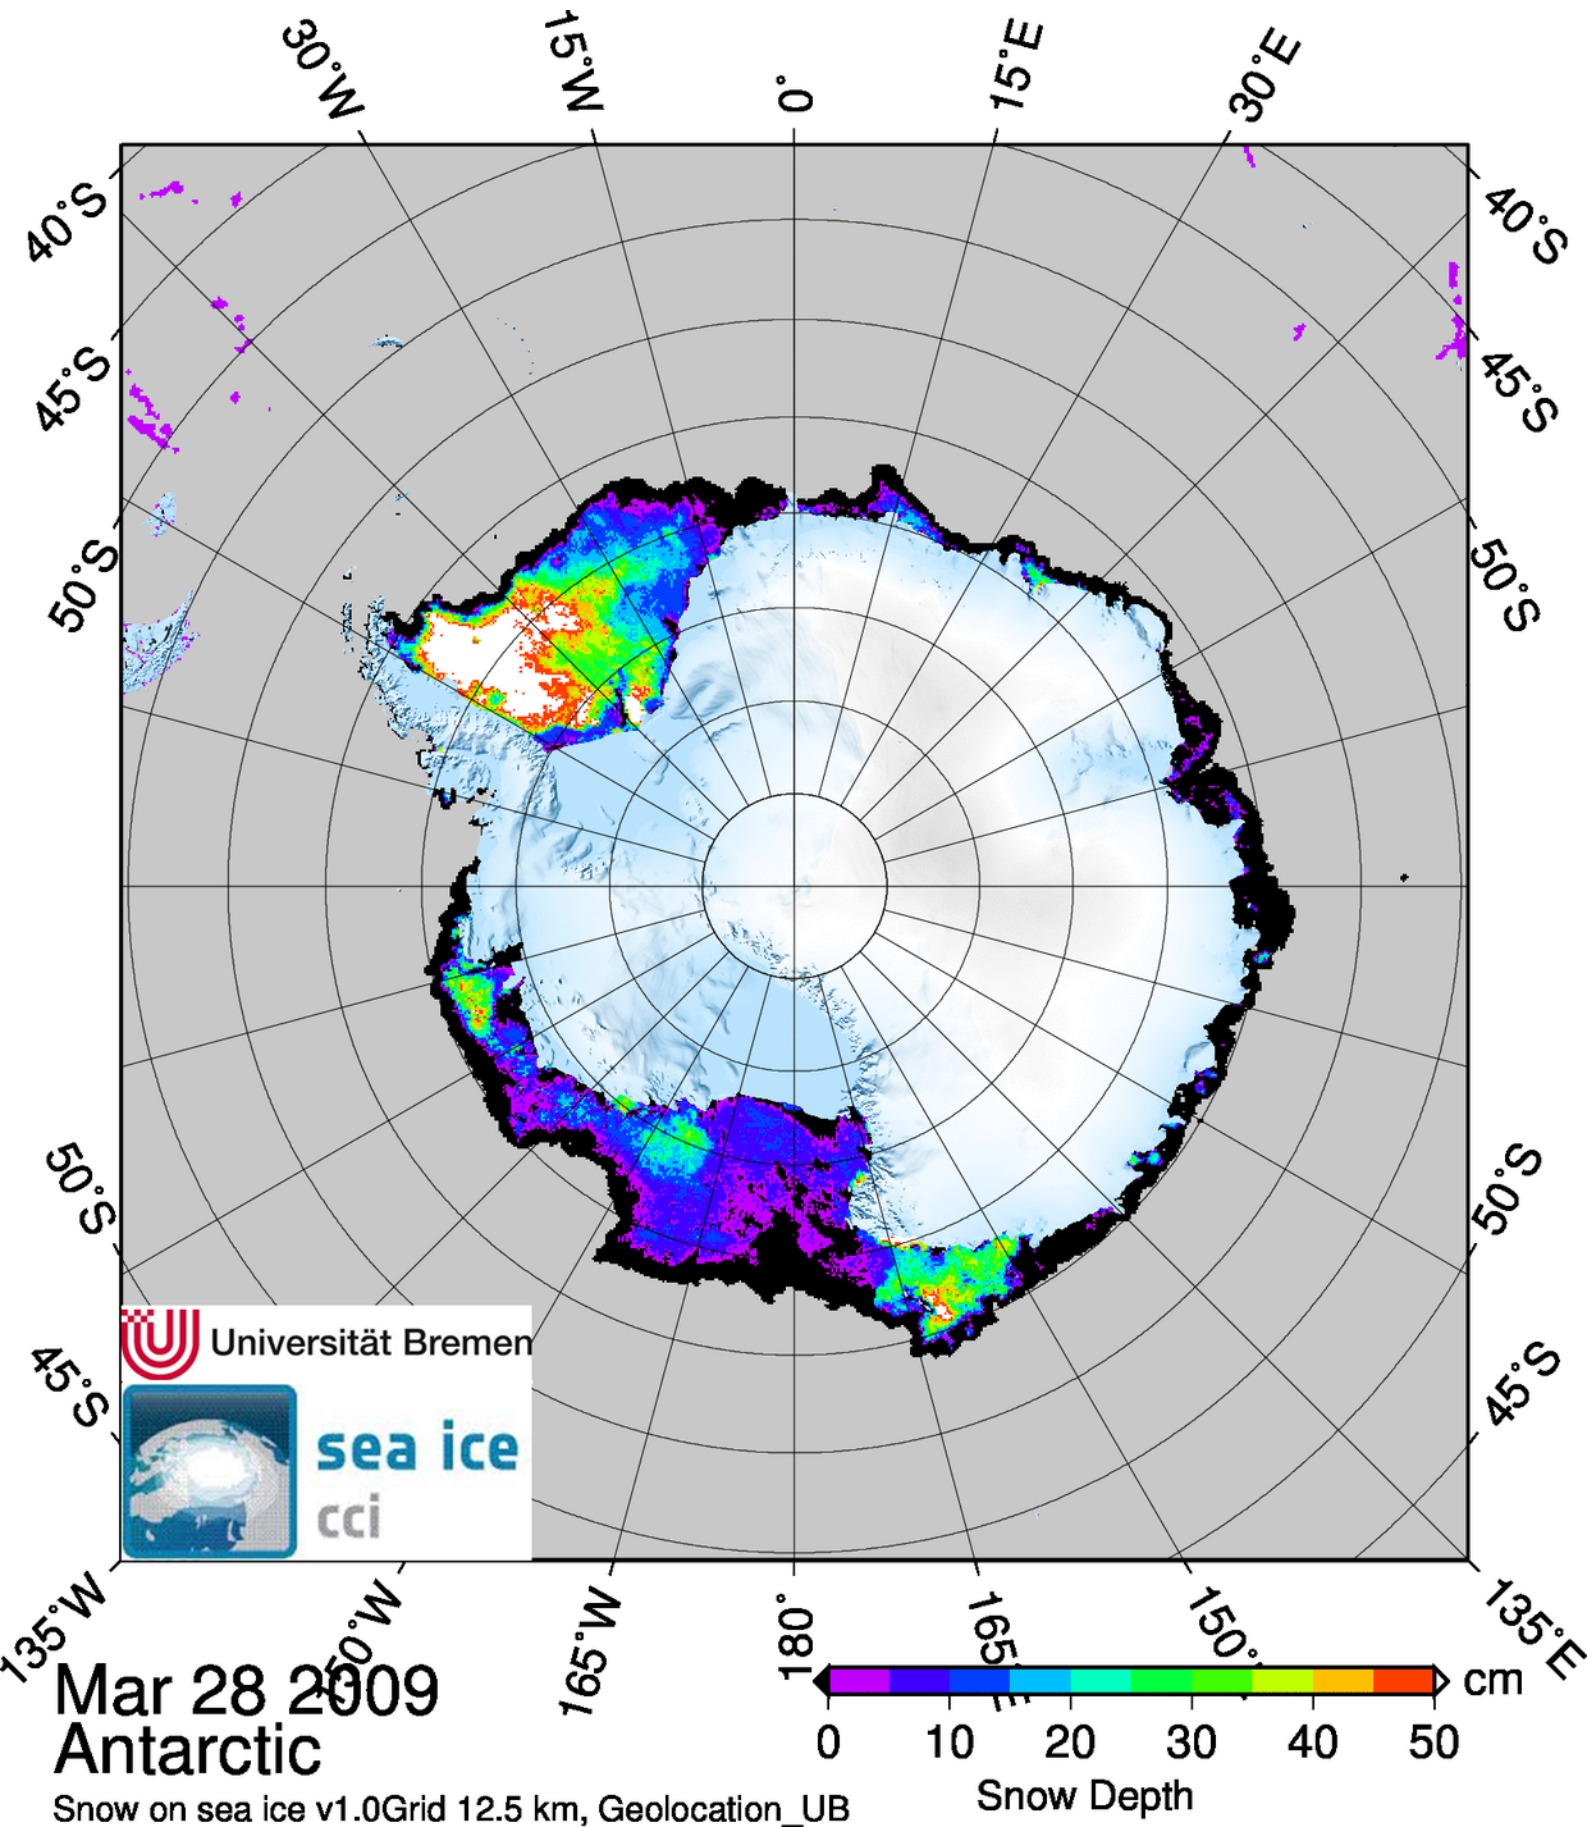 30°W 15°W 0° 15°E 30°E
40°S 40°S
45°S 45°S
50°S 50°S
50°S 50°S
45°S 45°S
Universität Bremen
sea ice
cci
135°W 150°W 165°W 180° 165°E 150° 135°E
Mar 28 2009
Antarctic
Snow on sea ice v1.0Grid 12.5 km, Geolocation_UB
cm
0 10 20 30 40 50
Snow Depth